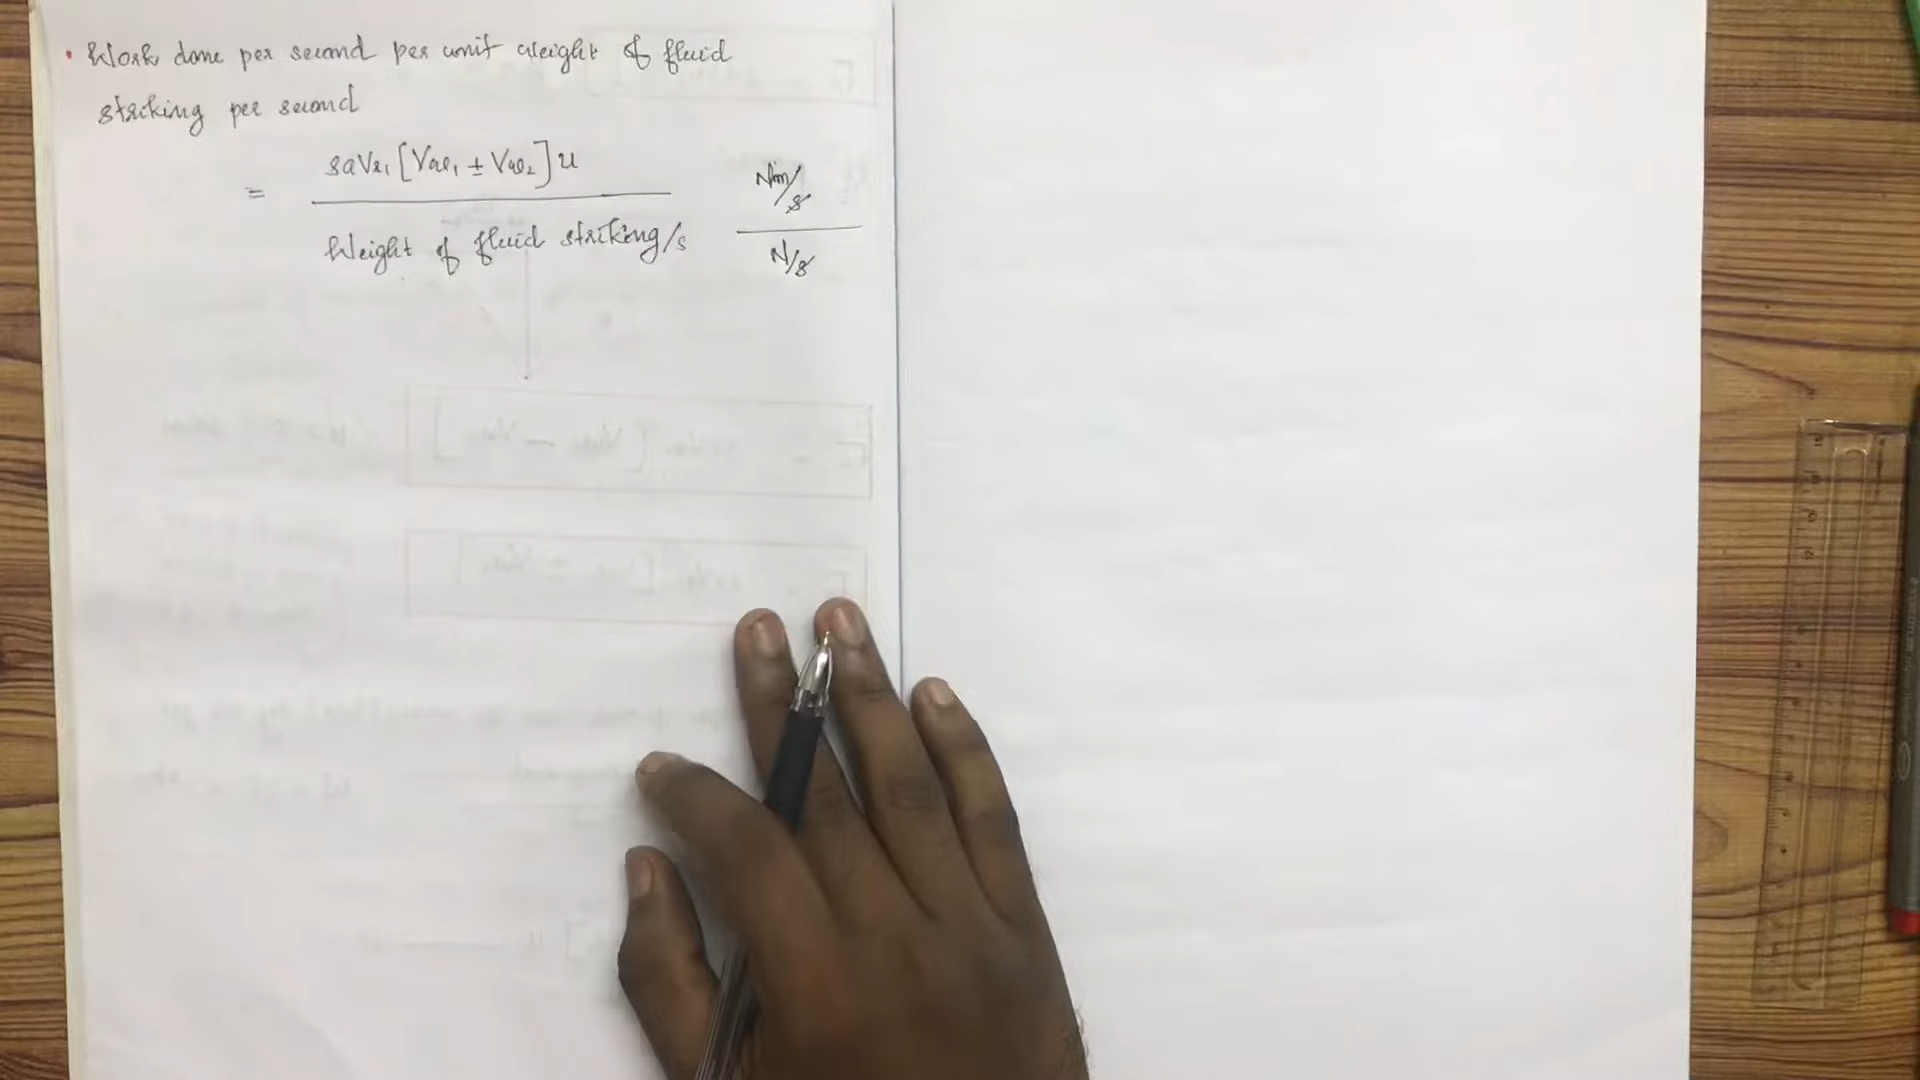 • Work done per second per unit weight of fluid
striking per second
= ρaVr₁[Vw₁ ± Vw₂]u / Weight of fluid striking/s
Nm/s / N/s